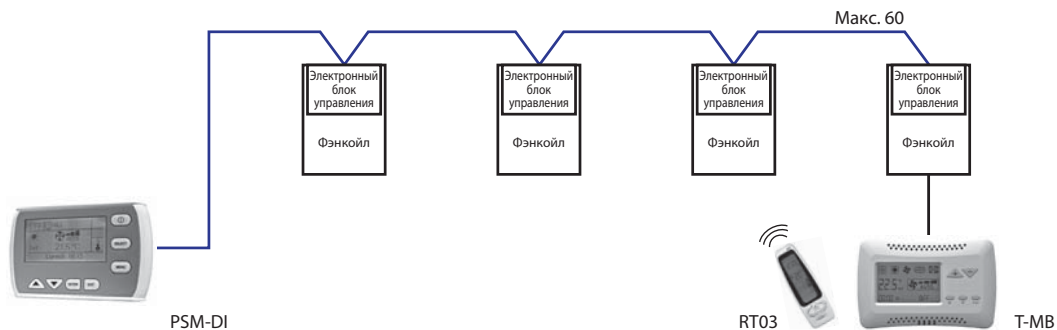 Макс. 60
Электронный
блок
управления
Фэнкойл
Электронный
блок
управления
Фэнкойл
Электронный
блок
управления
Фэнкойл
Электронный
блок
управления
Фэнкойл
PSM-DI
RT03
T-MB